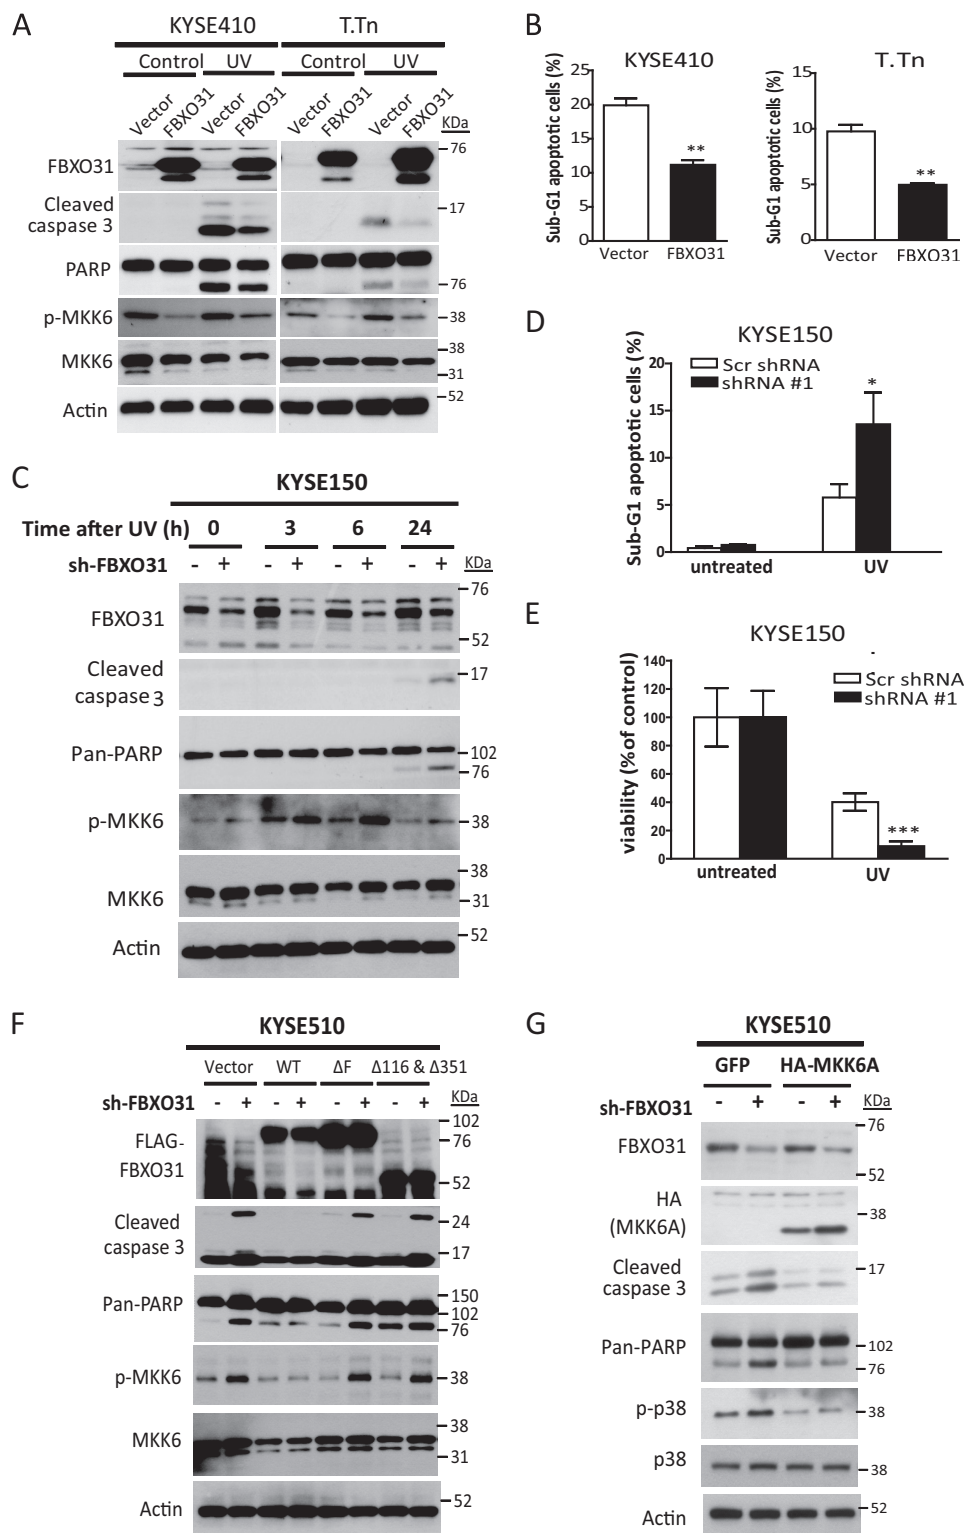 A
KYSE410 T.Tn
Control UV Control UV
Vector FBXO31 Vector FBXO31 Vector FBXO31 Vector FBXO31 KDa
FBXO31 76
Cleaved
caspase 3 17
PARP 76
p-MKK6 38
MKK6 38
31
Actin 52
B
KYSE410
Sub-G1 apoptotic cells (%)
25
20
15
10
5
0
**
Vector FBXO31
T.Tn
Sub-G1 apoptotic cells (%)
15
10
5
0
**
Vector FBXO31
C
KYSE150
Time after UV (h) 0 3 6 24
sh-FBXO31 - + - + - + - + KDa
FBXO31 76
52
Cleaved
caspase 3 17
Pan-PARP 102
76
p-MKK6 38
MKK6 38
31
Actin 52
D
KYSE150
Sub-G1 apoptotic cells (%)
20
15
10
5
0
Scr shRNA
shRNA #1
*
untreated UV
E
KYSE150
viability (% of control)
140
120
100
80
60
40
20
0
Scr shRNA
shRNA #1
***
untreated UV
F
KYSE510
Vector WT ΔF Δ116 & Δ351
sh-FBXO31 - + - + - + - + KDa
FLAG-
FBXO31
102
76
52
Cleaved
caspase 3
24
17
Pan-PARP 150
102
76
p-MKK6 38
MKK6 38
31
Actin 52
G
KYSE510
GFP HA-MKK6A
sh-FBXO31 - + - + KDa
FBXO31 76
52
HA
(MKK6A) 38
Cleaved
caspase 3 17
Pan-PARP 102
76
p-p38 38
p38 38
Actin 52